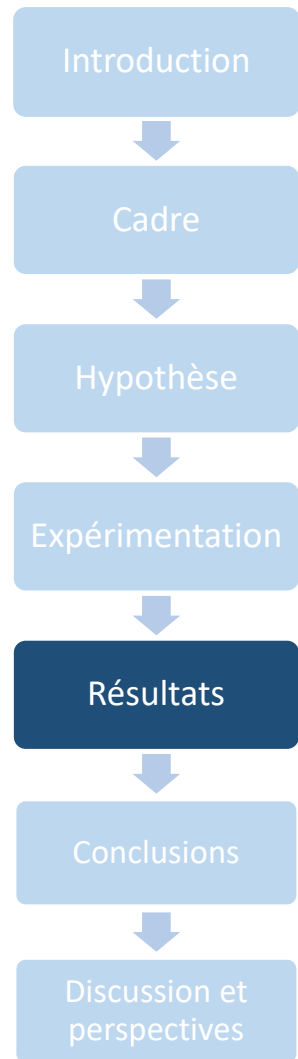 Introduction
Cadre
Hypothèse
Expérimentation
Résultats
Conclusions
Discussion et
perspectives